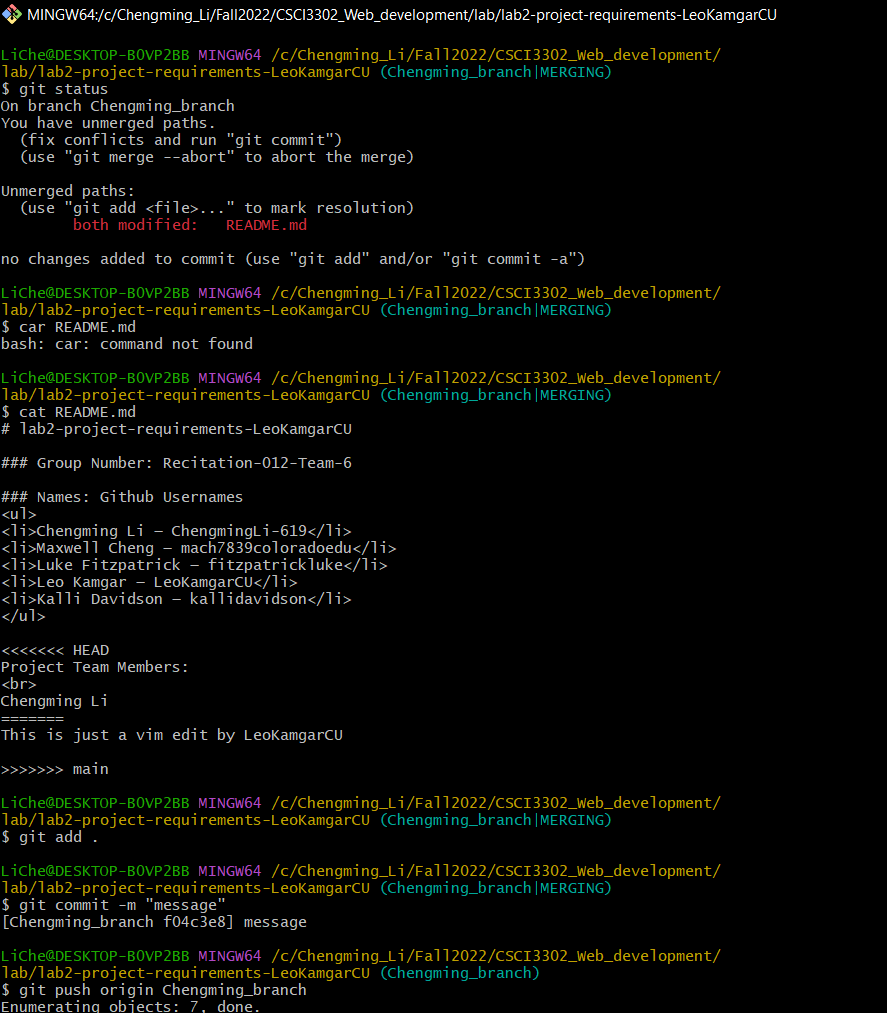 MINGW64:/c/Chengming_Li/Fall2022/CSCI3302_Web_development/lab/lab2-project-requirements-LeoKamgarCU
LiChe@DESKTOP-B0VP2BB MINGW64 /c/Chengming_Li/Fall2022/CSCI3302_Web_development/
lab/lab2-project-requirements-LeoKamgarCU (Chengming_branch|MERGING)
$ git status
On branch Chengming_branch
You have unmerged paths.
  (fix conflicts and run "git commit")
  (use "git merge --abort" to abort the merge)
Unmerged paths:
  (use "git add <file>..." to mark resolution)
        both modified:   README.md
no changes added to commit (use "git add" and/or "git commit -a")
LiChe@DESKTOP-B0VP2BB MINGW64 /c/Chengming_Li/Fall2022/CSCI3302_Web_development/
lab/lab2-project-requirements-LeoKamgarCU (Chengming_branch|MERGING)
$ car README.md
bash: car: command not found
LiChe@DESKTOP-B0VP2BB MINGW64 /c/Chengming_Li/Fall2022/CSCI3302_Web_development/
lab/lab2-project-requirements-LeoKamgarCU (Chengming_branch|MERGING)
$ cat README.md
# lab2-project-requirements-LeoKamgarCU
### Group Number: Recitation-012-Team-6
### Names: Github Usernames
<ul>
<li>Chengming Li – ChengmingLi-619</li>
<li>Maxwell Cheng – mach7839coloradoedu</li>
<li>Luke Fitzpatrick – fitzpatrickluke</li>
<li>Leo Kamgar – LeoKamgarCU</li>
<li>Kalli Davidson – kallidavidson</li>
</ul>
<<<<<<< HEAD
Project Team Members:
<br>
Chengming Li
=======
This is just a vim edit by LeoKamgarCU
>>>>>>> main
LiChe@DESKTOP-B0VP2BB MINGW64 /c/Chengming_Li/Fall2022/CSCI3302_Web_development/
lab/lab2-project-requirements-LeoKamgarCU (Chengming_branch|MERGING)
$ git add .
LiChe@DESKTOP-B0VP2BB MINGW64 /c/Chengming_Li/Fall2022/CSCI3302_Web_development/
lab/lab2-project-requirements-LeoKamgarCU (Chengming_branch|MERGING)
$ git commit -m "message"
[Chengming_branch f04c3e8] message
LiChe@DESKTOP-B0VP2BB MINGW64 /c/Chengming_Li/Fall2022/CSCI3302_Web_development/
lab/lab2-project-requirements-LeoKamgarCU (Chengming_branch)
$ git push origin Chengming_branch
Enumerating objects: 7, done.